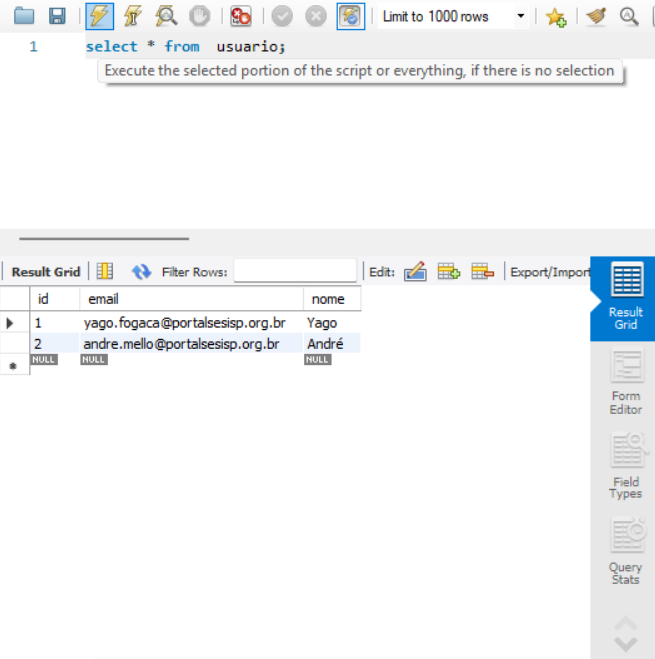 Limit to 1000 rows
1 select * from usuario;
Execute the selected portion of the script or everything, if there is no selection
Result Grid Filter Rows: Edit: Export/Import
id email nome
1 yago.fogaca@portalsesisp.org.br Yago
2 andre.mello@portalsesisp.org.br André
NULL NULL NULL
Result
Grid
Form
Editor
Field
Types
Query
Stats